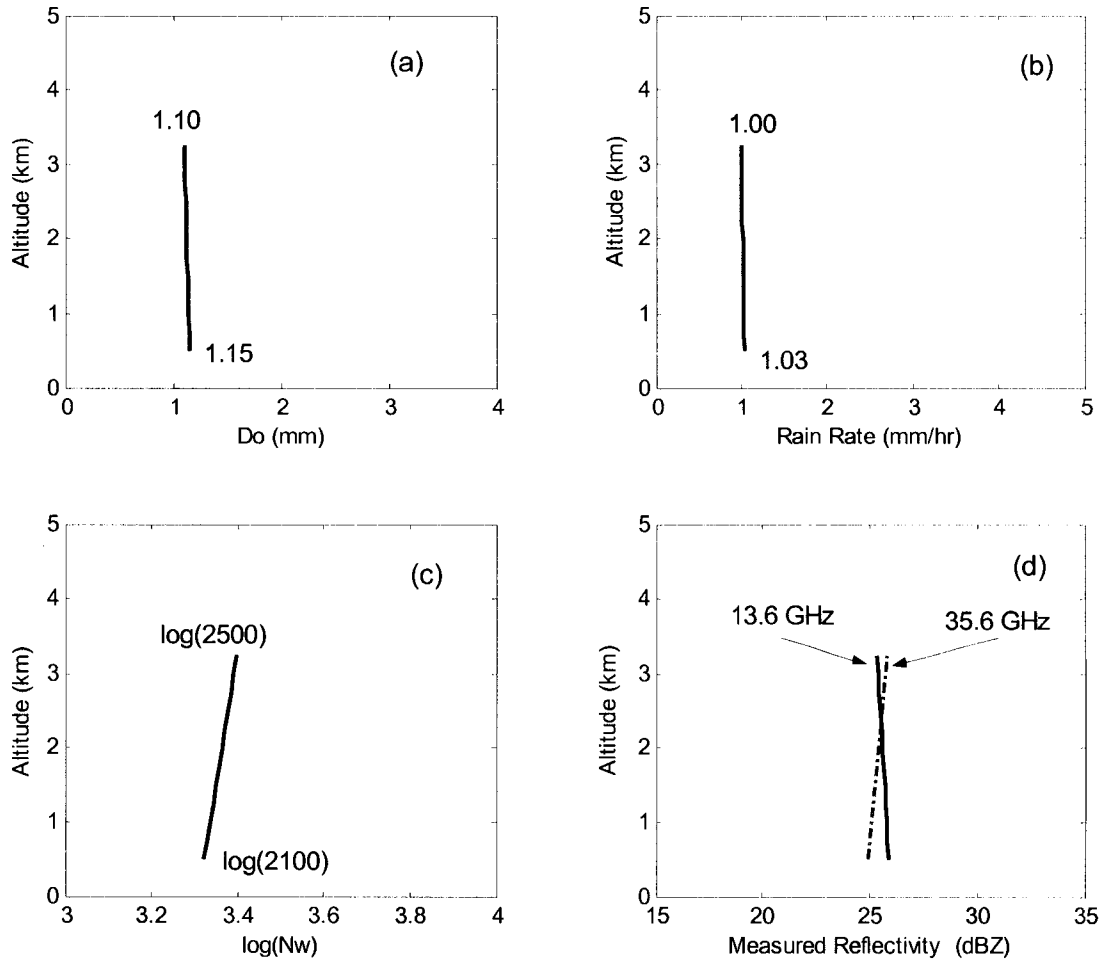 (a)
5
4
3
2
1
0
Altitude (km)
1.10
1.15
0 1 2 3 4
Do (mm)
(b)
5
4
3
2
1
0
Altitude (km)
1.00
1.03
0 1 2 3 4 5
Rain Rate (mm/hr)
(c)
5
4
3
2
1
0
Altitude (km)
log(2500)
log(2100)
3 3.2 3.4 3.6 3.8 4
log(Nw)
(d)
5
4
3
2
1
0
Altitude (km)
13.6 GHz
35.6 GHz
15 20 25 30 35
Measured Reflectivity (dBZ)